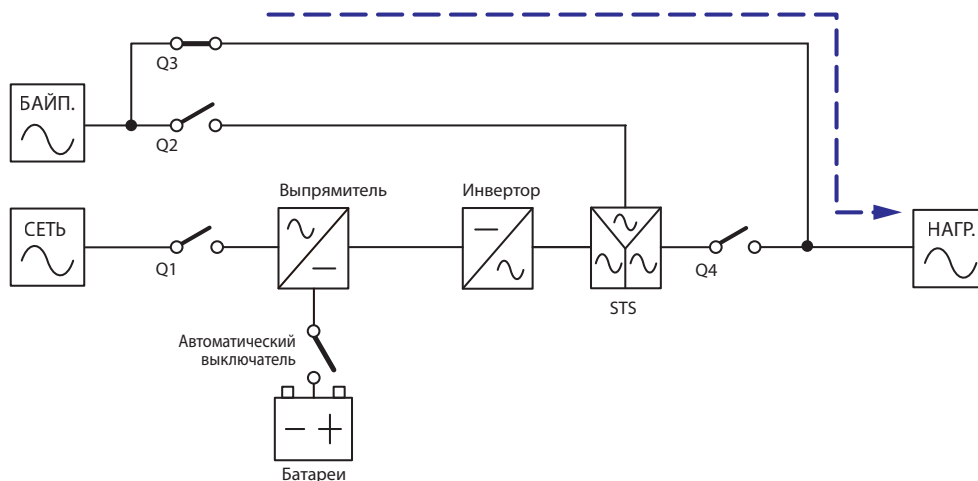 Q3
БАЙП.
Q2
Выпрямитель
Инвертор
СЕТЬ
НАГР.
Q1
Q4
STS
Автоматический
выключатель
Батареи